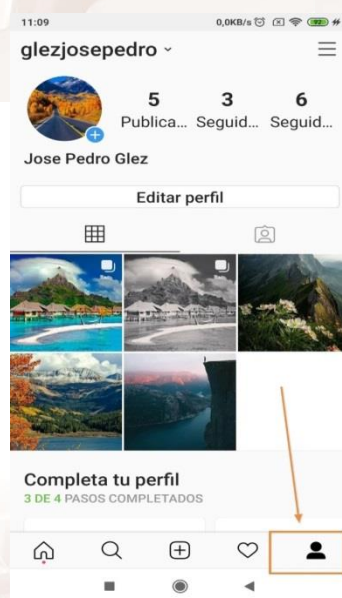 11:09 0,0KB/s 92
glezjosepedro
5 3 6
Publica... Seguid... Seguid...
Jose Pedro Glez
Editar perfil
Completa tu perfil
3 DE 4 PASOS COMPLETADOS